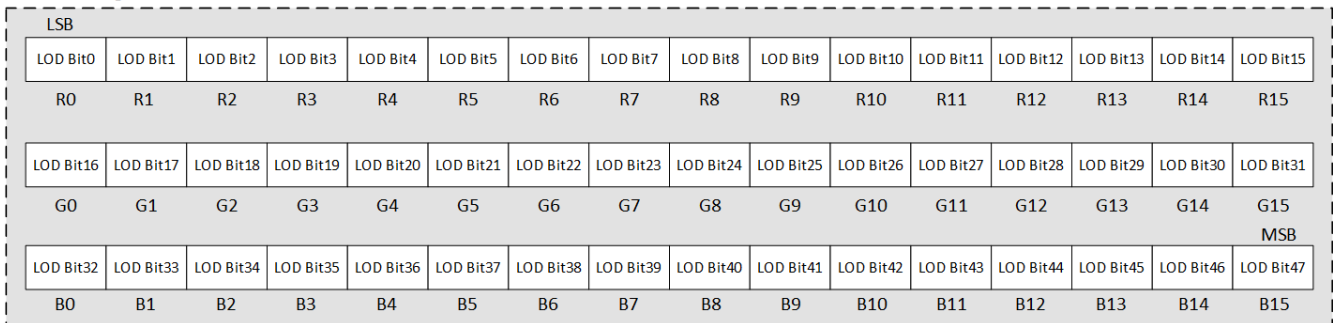 LSB
LOD Bit0 LOD Bit1 LOD Bit2 LOD Bit3 LOD Bit4 LOD Bit5 LOD Bit6 LOD Bit7 LOD Bit8 LOD Bit9 LOD Bit10 LOD Bit11 LOD Bit12 LOD Bit13 LOD Bit14 LOD Bit15
R0 R1 R2 R3 R4 R5 R6 R7 R8 R9 R10 R11 R12 R13 R14 R15
LOD Bit16 LOD Bit17 LOD Bit18 LOD Bit19 LOD Bit20 LOD Bit21 LOD Bit22 LOD Bit23 LOD Bit24 LOD Bit25 LOD Bit26 LOD Bit27 LOD Bit28 LOD Bit29 LOD Bit30 LOD Bit31
G0 G1 G2 G3 G4 G5 G6 G7 G8 G9 G10 G11 G12 G13 G14 G15
MSB
LOD Bit32 LOD Bit33 LOD Bit34 LOD Bit35 LOD Bit36 LOD Bit37 LOD Bit38 LOD Bit39 LOD Bit40 LOD Bit41 LOD Bit42 LOD Bit43 LOD Bit44 LOD Bit45 LOD Bit46 LOD Bit47
B0 B1 B2 B3 B4 B5 B6 B7 B8 B9 B10 B11 B12 B13 B14 B15